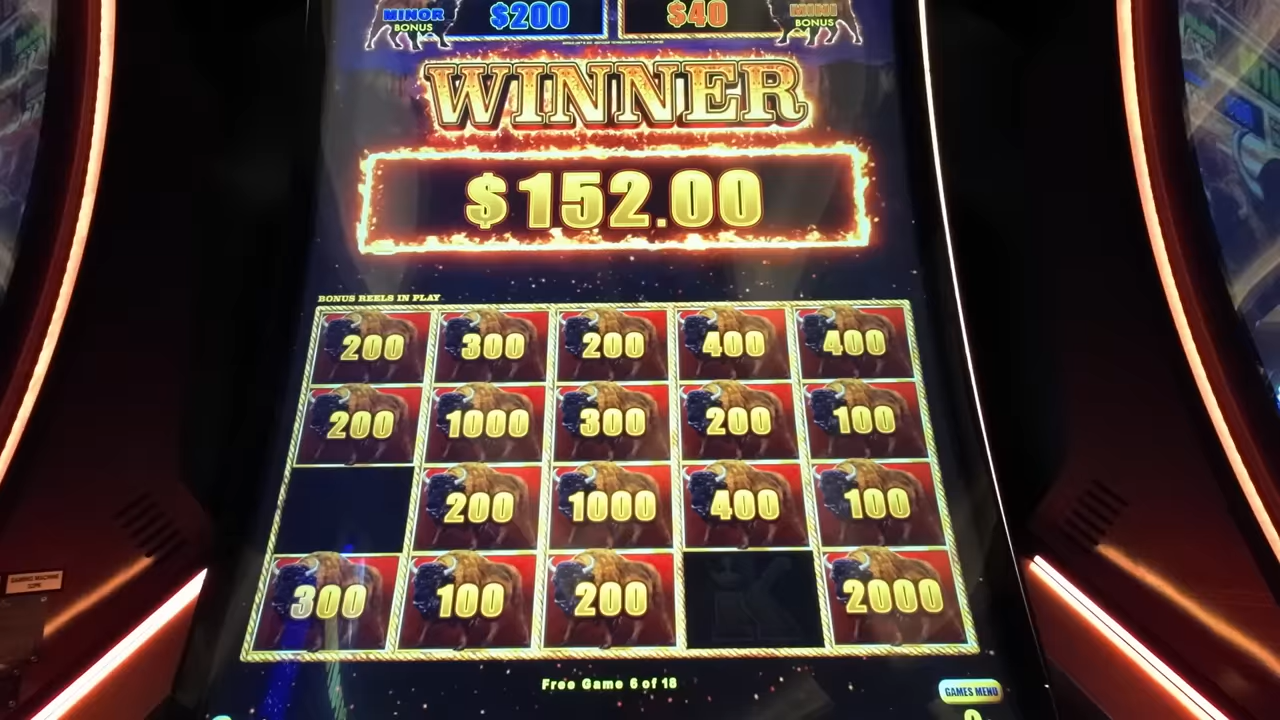 MINOR BONUS $200 $40 MINI BONUS
WINNER
$152.00
BONUS REELS IN PLAY
200 300 200 400 400
200 1000 300 200 100
200 1000 400 100
300 100 200 2000
Free Game 6 of 18
GAMES MENU